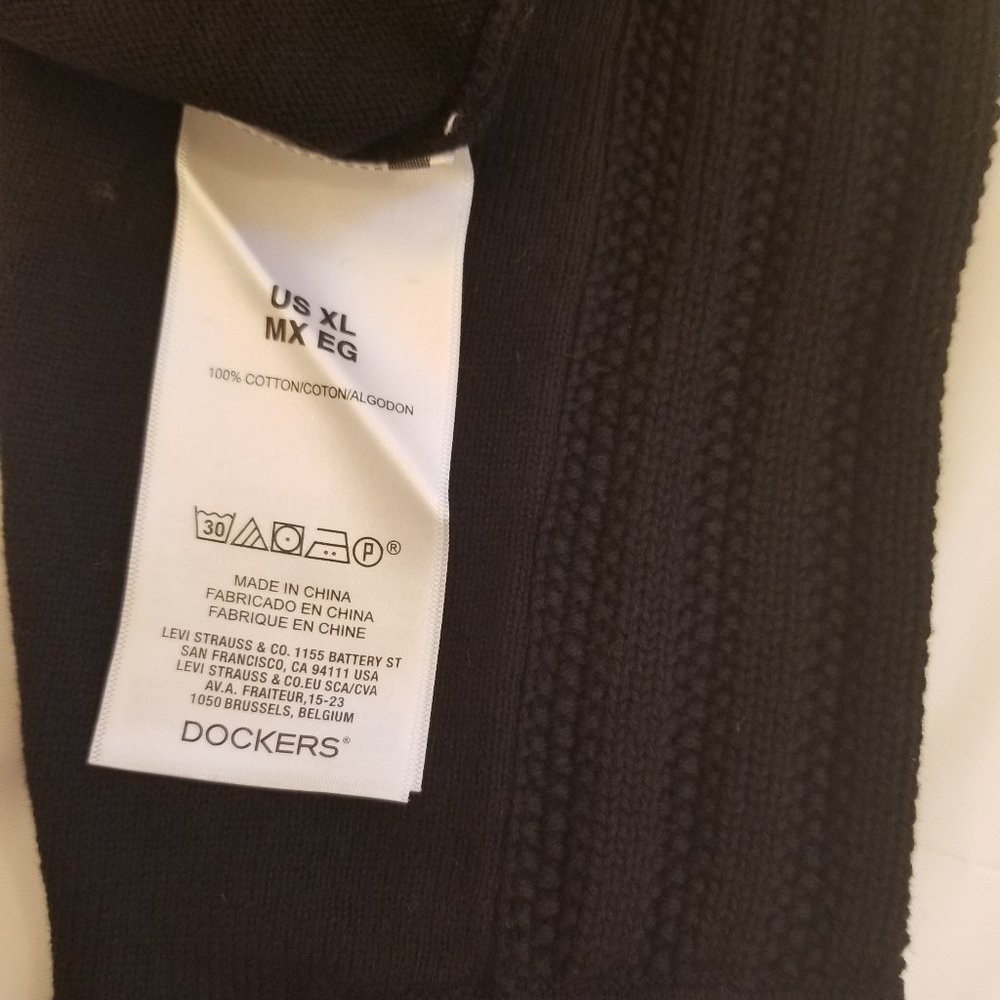 US XL
MX EG
100% COTTON/COTON/ALGODON
30 P ®
MADE IN CHINA
FABRICADO EN CHINA
FABRIQUE EN CHINE
LEVI STRAUSS & CO. 1155 BATTERY ST
SAN FRANCISCO, CA 94111 USA
LEVI STRAUSS & CO.EU SCA/CVA
AV.A. FRAITEUR,15-23
1050 BRUSSELS, BELGIUM
DOCKERS®